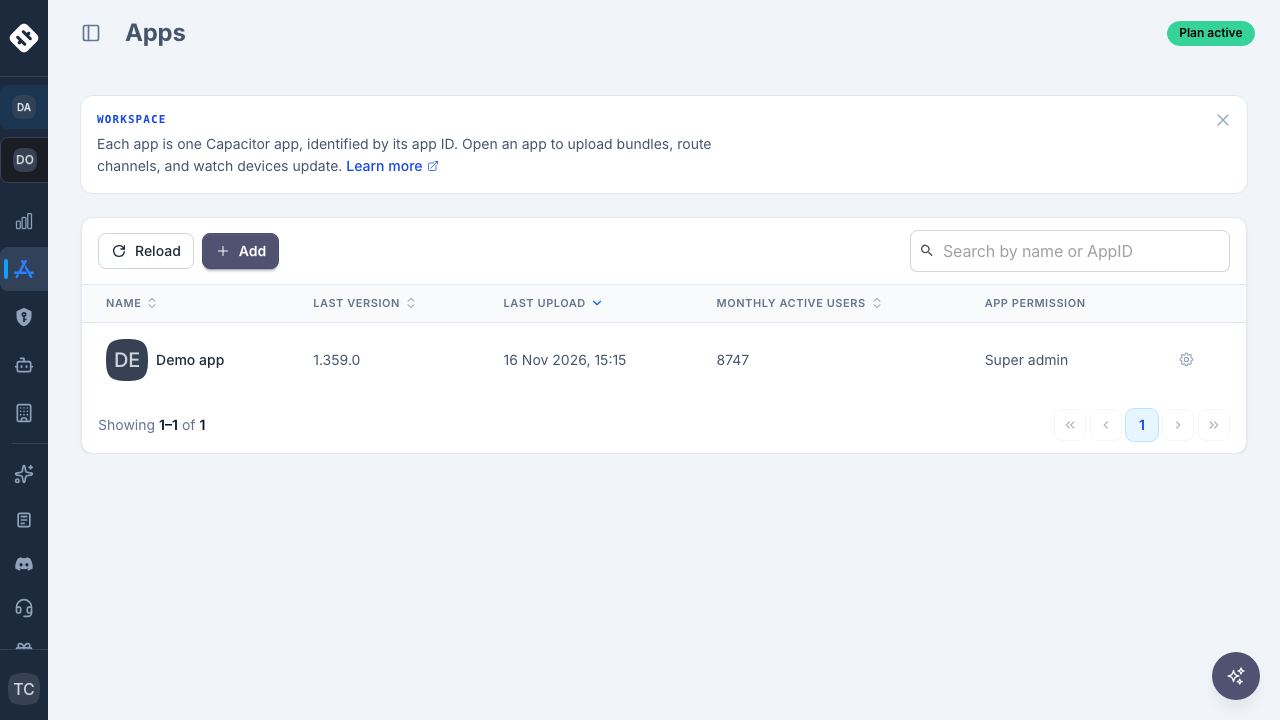 Apps
Plan active
DA
DO
WORKSPACE
Each app is one Capacitor app, identified by its app ID. Open an app to upload bundles, route
channels, and watch devices update. Learn more
Reload
Add
Search by name or AppID
NAME
LAST VERSION
LAST UPLOAD
MONTHLY ACTIVE USERS
APP PERMISSION
DE
Demo app
1.359.0
16 Nov 2026, 15:15
8747
Super admin
Showing 1–1 of 1
« ‹ 1 › »
TC